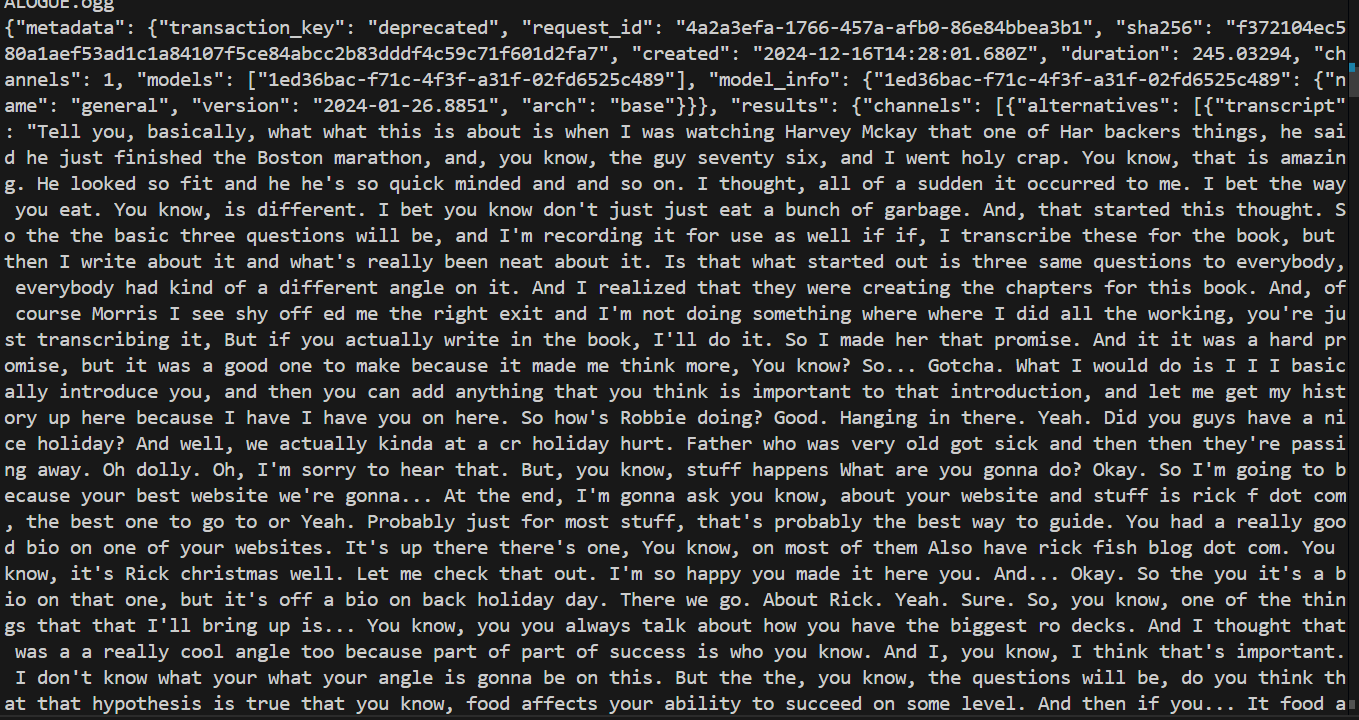 ALOGUE.ogg
{"metadata": {"transaction_key": "deprecated", "request_id": "4a2a3efa-1766-457a-afb0-86e84bbea3b1", "sha256": "f372104ec5
80a1aef53ad1c1a84107f5ce84abcc2b83dddf4c59c71f601d2fa7", "created": "2024-12-16T14:28:01.680Z", "duration": 245.03294, "ch
annels": 1, "models": ["1ed36bac-f71c-4f3f-a31f-02fd6525c489"], "model_info": {"1ed36bac-f71c-4f3f-a31f-02fd6525c489": {"n
ame": "general", "version": "2024-01-26.8851", "arch": "base"}}}, "results": {"channels": [{"alternatives": [{"transcript"
: "Tell you, basically, what what this is about is when I was watching Harvey Mckay that one of Har backers things, he sai
d he just finished the Boston marathon, and, you know, the guy seventy six, and I went holy crap. You know, that is amazin
g. He looked so fit and he he's so quick minded and and so on. I thought, all of a sudden it occurred to me. I bet the way
 you eat. You know, is different. I bet you know don't just just eat a bunch of garbage. And, that started this thought. S
o the the basic three questions will be, and I'm recording it for use as well if if, I transcribe these for the book, but
then I write about it and what's really been neat about it. Is that what started out is three same questions to everybody,
 everybody had kind of a different angle on it. And I realized that they were creating the chapters for this book. And, of
course Morris I see shy off ed me the right exit and I'm not doing something where where I did all the working, you're ju
st transcribing it, But if you actually write in the book, I'll do it. So I made her that promise. And it it was a hard pr
omise, but it was a good one to make because it made me think more, You know? So... Gotcha. What I would do is I I I basic
ally introduce you, and then you can add anything that you think is important to that introduction, and let me get my hist
ory up here because I have I have you on here. So how's Robbie doing? Good. Hanging in there. Yeah. Did you guys have a ni
ce holiday? And well, we actually kinda at a cr holiday hurt. Father who was very old got sick and then then they're passi
ng away. Oh dolly. Oh, I'm sorry to hear that. But, you know, stuff happens What are you gonna do? Okay. So I'm going to b
ecause your best website we're gonna... At the end, I'm gonna ask you know, about your website and stuff is rick f dot com
, the best one to go to or Yeah. Probably just for most stuff, that's probably the best way to guide. You had a really goo
d bio on one of your websites. It's up there there's one, You know, on most of them Also have rick fish blog dot com. You
know, it's Rick christmas well. Let me check that out. I'm so happy you made it here you. And... Okay. So the you it's a b
io on that one, but it's off a bio on back holiday day. There we go. About Rick. Yeah. Sure. So, you know, one of the thin
gs that that I'll bring up is... You know, you you always talk about how you have the biggest ro decks. And I thought that
 was a a really cool angle too because part of part of success is who you know. And I, you know, I think that's important.
 I don't know what your what your angle is gonna be on this. But the the, you know, the questions will be, do you think th
at that hypothesis is true that you know, food affects your ability to succeed on some level. And then if you... It food a